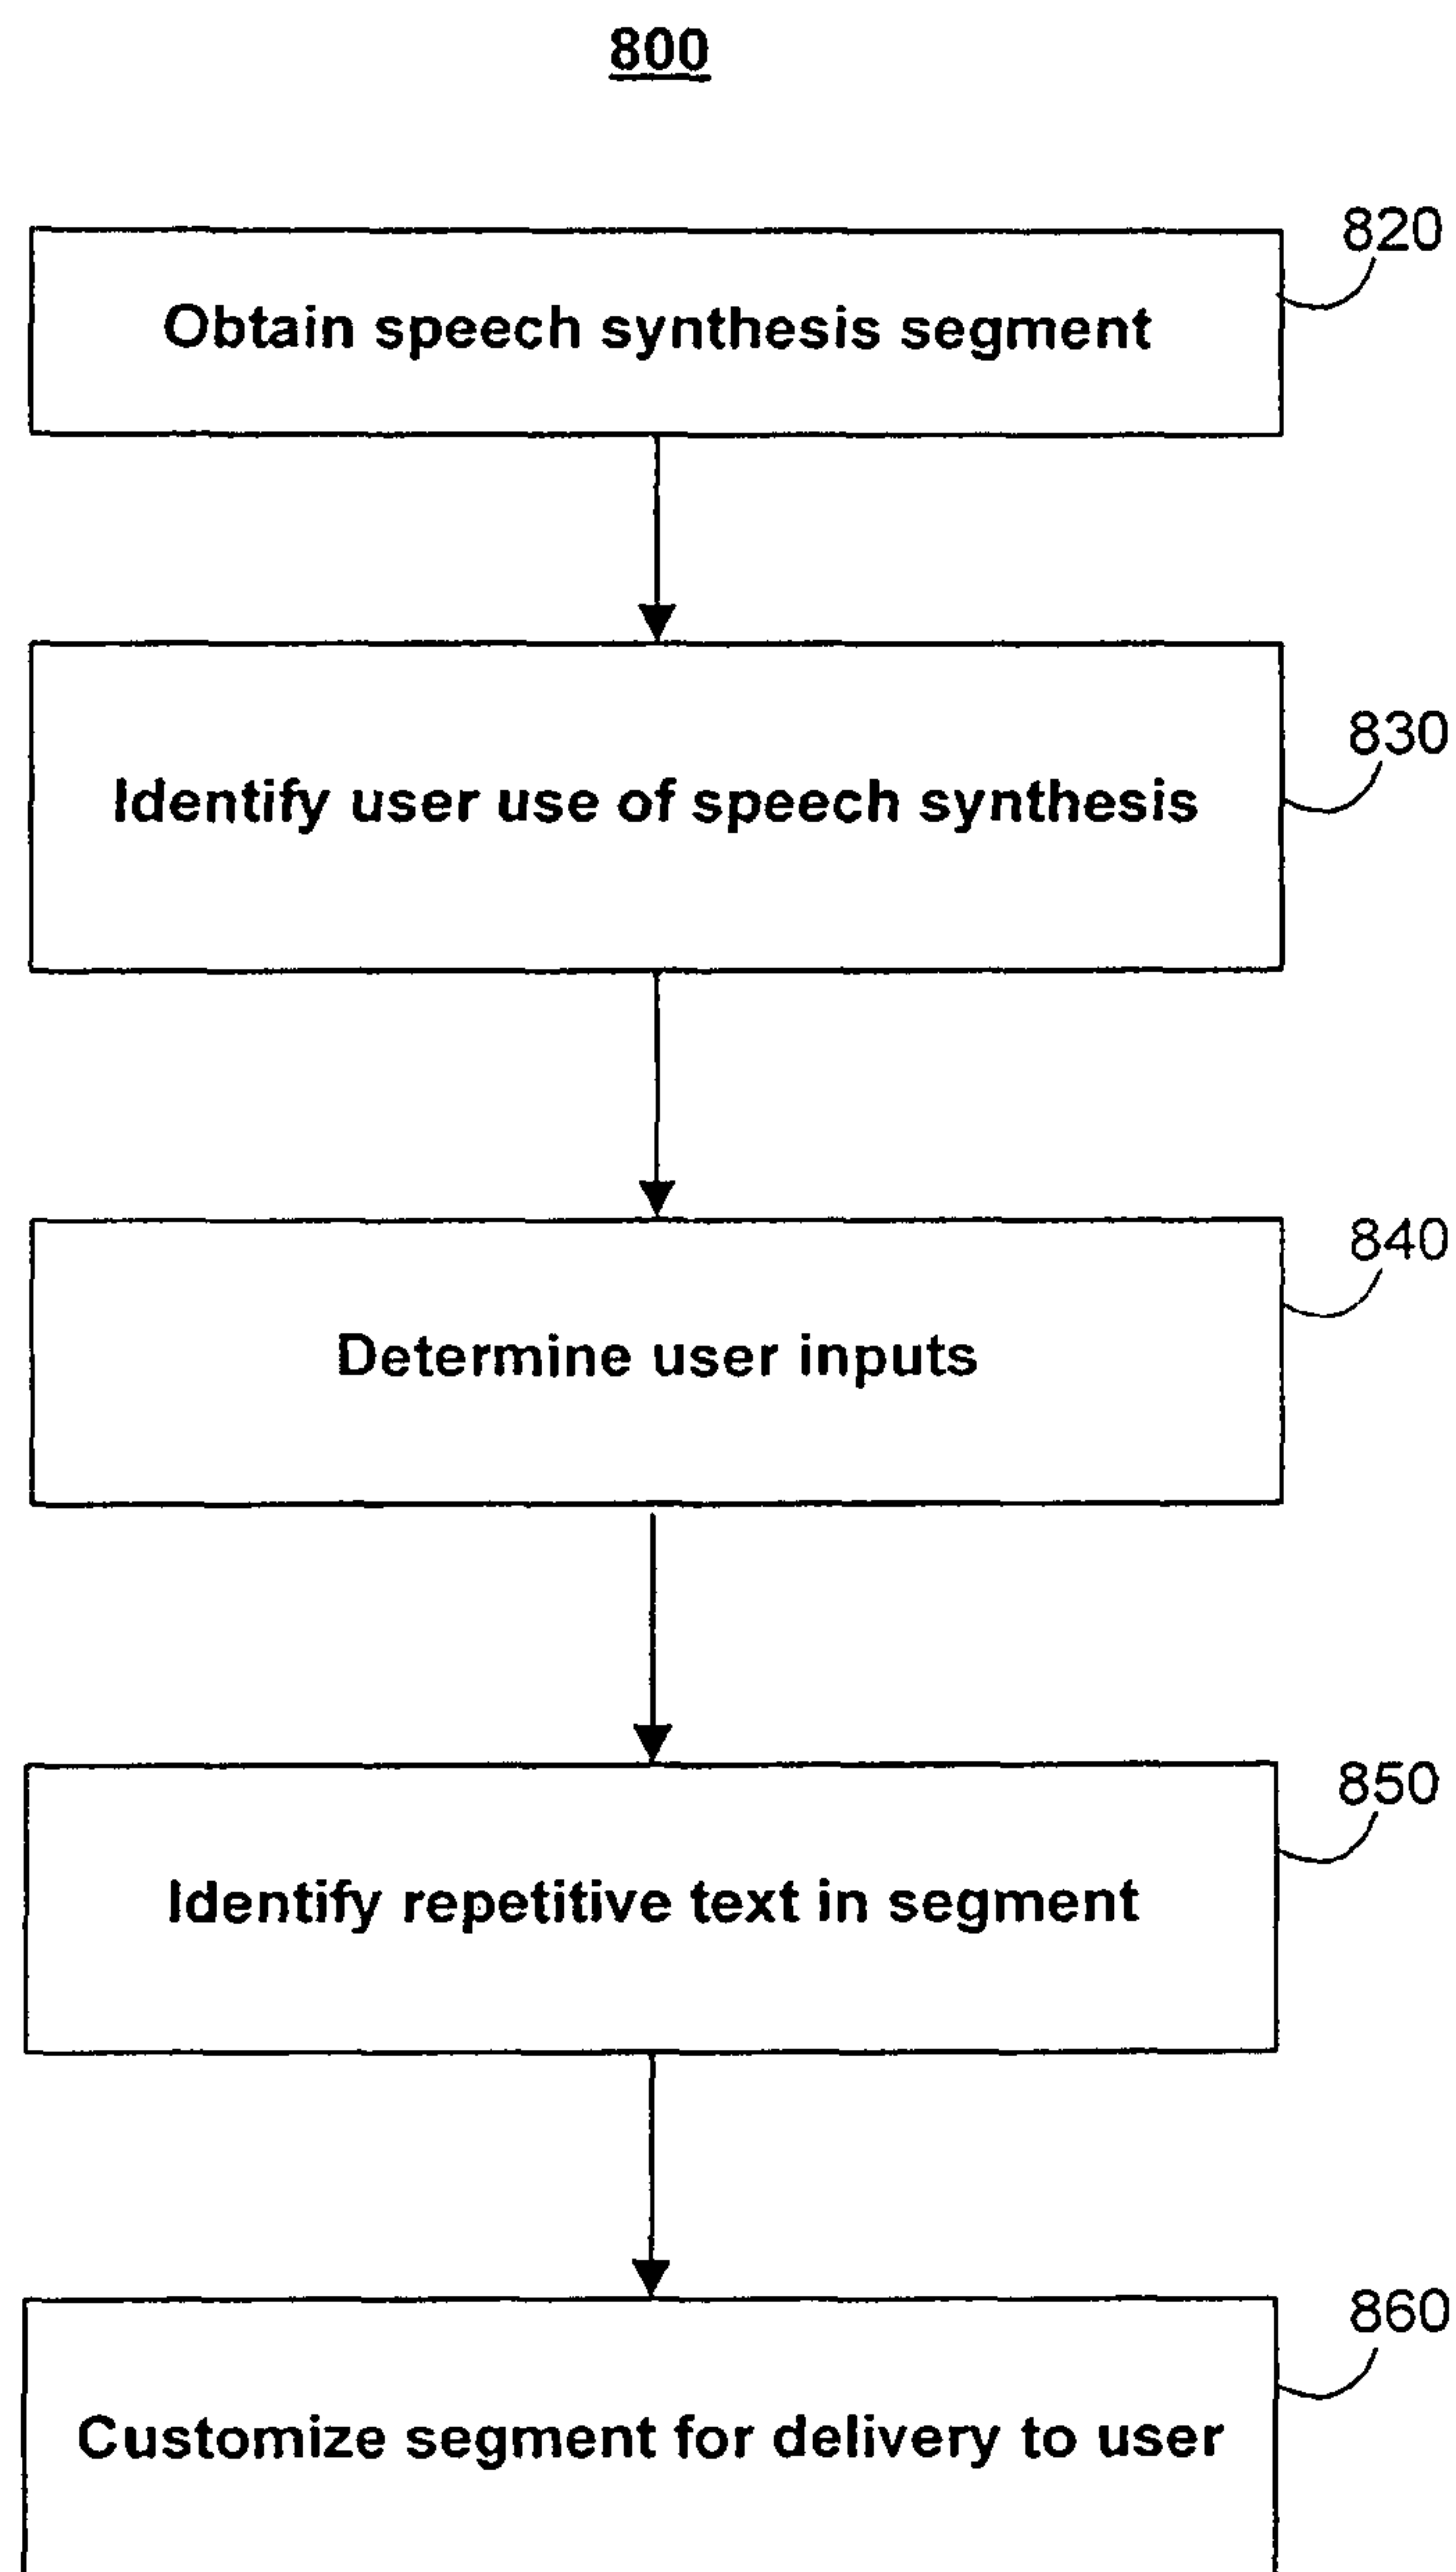 800
820
Obtain speech synthesis segment
830
Identify user use of speech synthesis
840
Determine user inputs
850
Identify repetitive text in segment
860
Customize segment for delivery to user